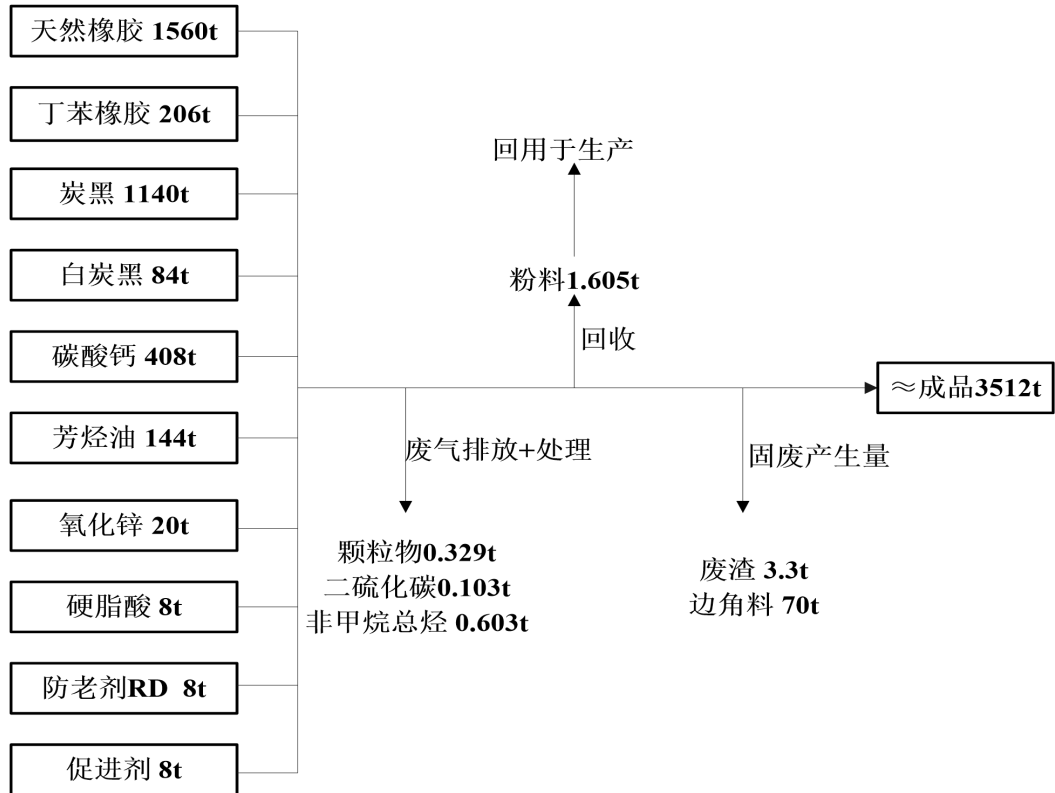 天然橡胶 1560t
丁苯橡胶 206t
炭黑 1140t
白炭黑 84t
碳酸钙 408t
芳烃油 144t
氧化锌 20t
硬脂酸 8t
防老剂RD 8t
促进剂 8t
回用于生产
粉料1.605t
回收
废气排放+处理
颗粒物0.329t
二硫化碳0.103t
非甲烷总烃 0.603t
固废产生量
废渣 3.3t
边角料 70t
≈成品3512t